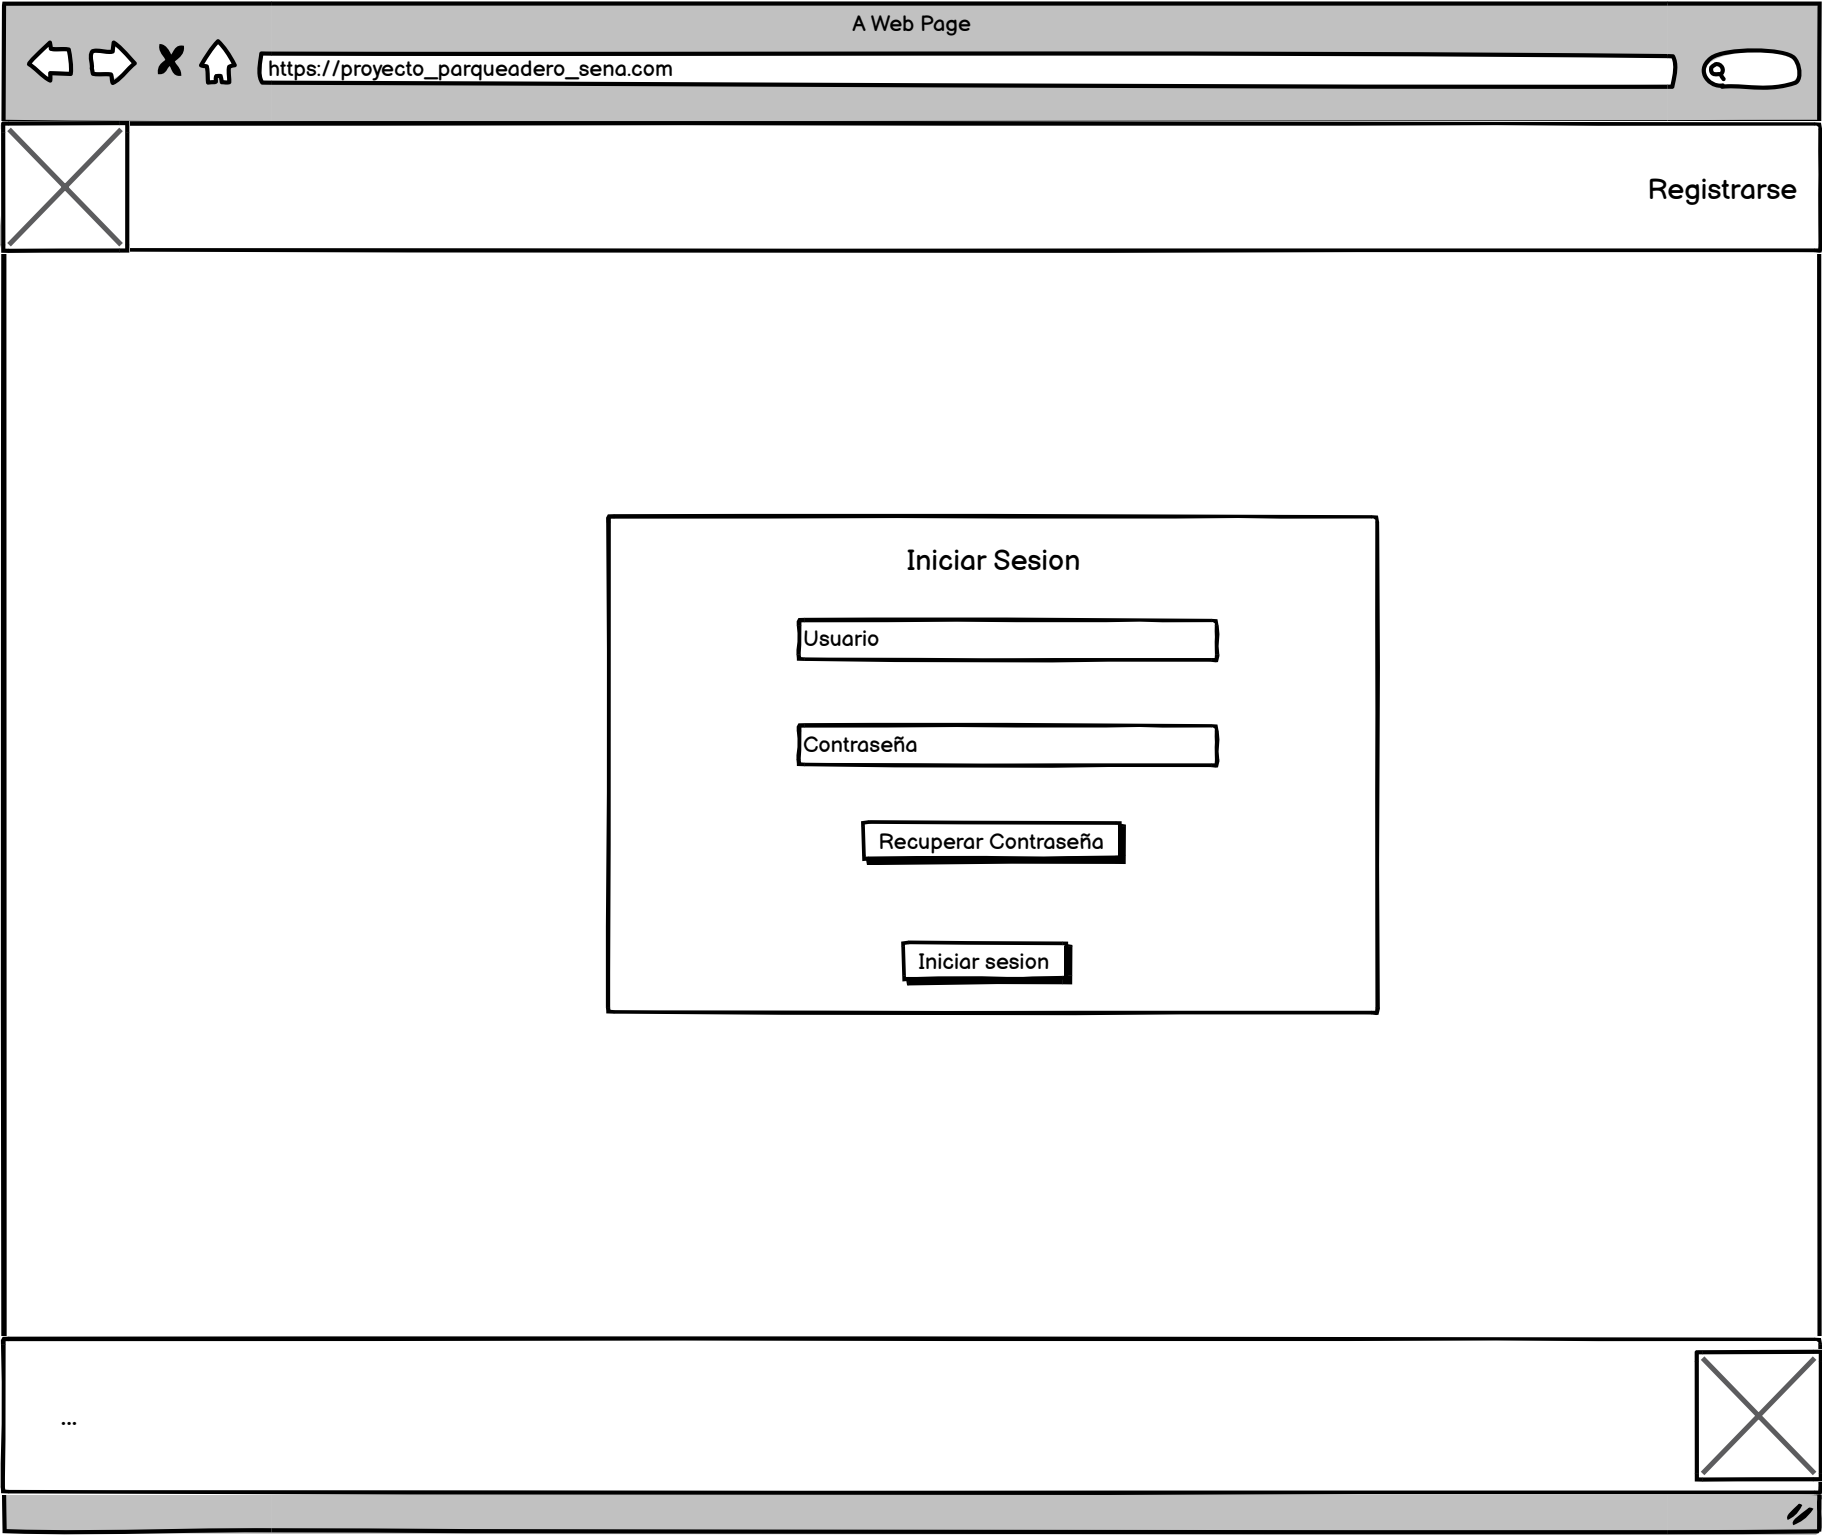 A Web Page
https://proyecto_parqueadero_sena.com
Registrarse
Iniciar Sesion
Usuario
Contraseña
Recuperar Contraseña
Iniciar sesion
...